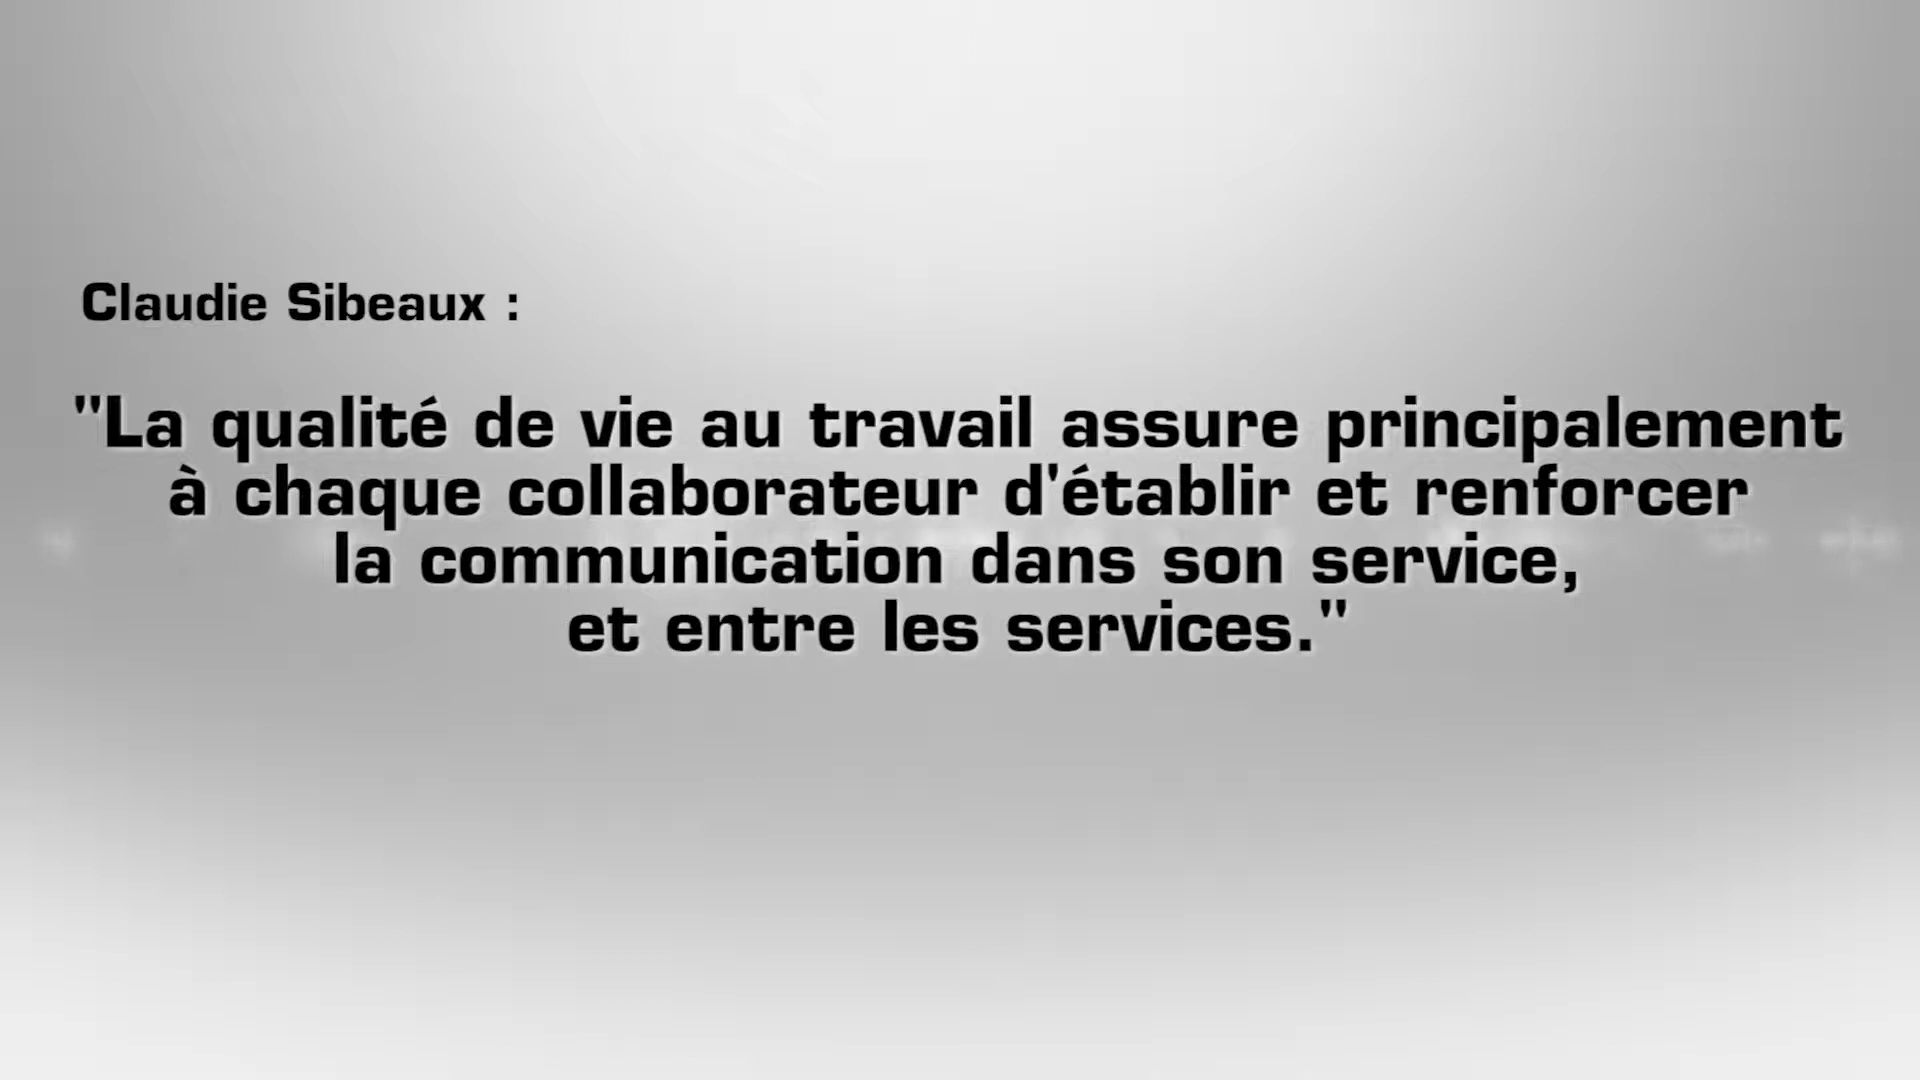 Claudie Sibeaux :
"La qualité de vie au travail assure principalement
à chaque collaborateur d'établir et renforcer
la communication dans son service,
et entre les services."